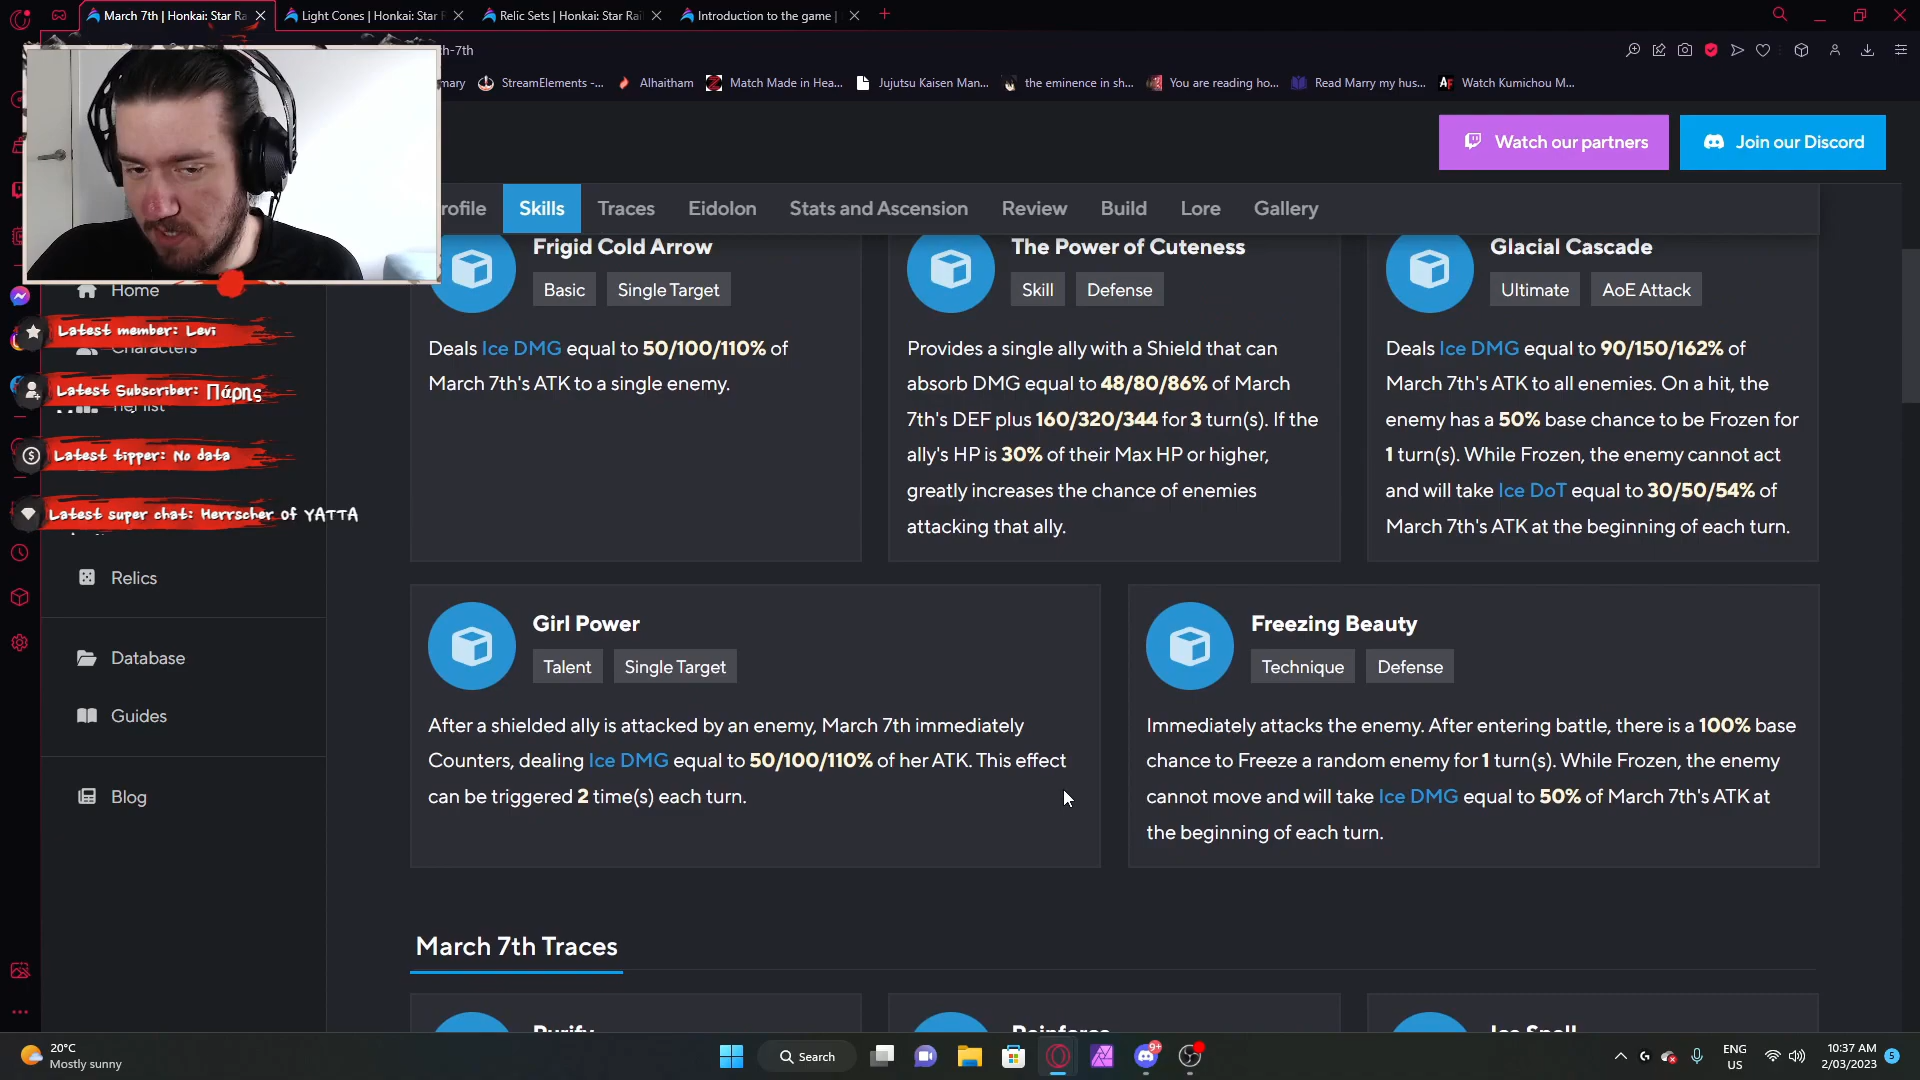 March 7th | Honkai: Star Ra
Light Cones | Honkai: Star R
Relic Sets | Honkai: Star Rai
Introduction to the game |
ch-7th
mary
StreamElements -...
Alhaitham
Match Made in Hea...
Jujutsu Kaisen Man...
the eminence in sh...
You are reading ho...
Read Marry my hus...
Watch Kumichou M...
Watch our partners
Join our Discord
rofile
Skills
Traces
Eidolon
Stats and Ascension
Review
Build
Lore
Gallery
Home
Latest member: Levi
Characters
Latest Subscriber: Πάρης
Tier list
Latest tipper: No data
Latest super chat: Herrscher of YATTA
Relics
Database
Guides
Blog
Frigid Cold Arrow
Basic
Single Target
Deals Ice DMG equal to 50/100/110% of
March 7th's ATK to a single enemy.
The Power of Cuteness
Skill
Defense
Provides a single ally with a Shield that can
absorb DMG equal to 48/80/86% of March
7th's DEF plus 160/320/344 for 3 turn(s). If the
ally's HP is 30% of their Max HP or higher,
greatly increases the chance of enemies
attacking that ally.
Glacial Cascade
Ultimate
AoE Attack
Deals Ice DMG equal to 90/150/162% of
March 7th's ATK to all enemies. On a hit, the
enemy has a 50% base chance to be Frozen for
1 turn(s). While Frozen, the enemy cannot act
and will take Ice DoT equal to 30/50/54% of
March 7th's ATK at the beginning of each turn.
Girl Power
Talent
Single Target
After a shielded ally is attacked by an enemy, March 7th immediately
Counters, dealing Ice DMG equal to 50/100/110% of her ATK. This effect
can be triggered 2 time(s) each turn.
Freezing Beauty
Technique
Defense
Immediately attacks the enemy. After entering battle, there is a 100% base
chance to Freeze a random enemy for 1 turn(s). While Frozen, the enemy
cannot move and will take Ice DMG equal to 50% of March 7th's ATK at
the beginning of each turn.
March 7th Traces
Purify
Reinforce
Ice Spell
20°C
Mostly sunny
Search
9+
ENG
US
10:37 AM
2/03/2023
5